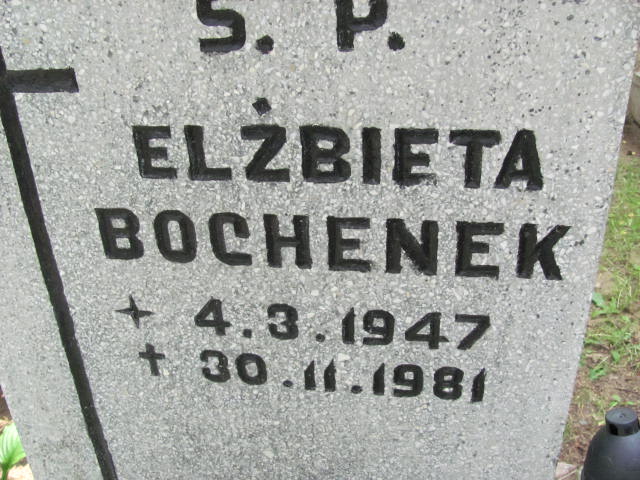 Ś. P.
ELŻBIETA
BOCHENEK
4.3.1947
✝ 30.11.1981